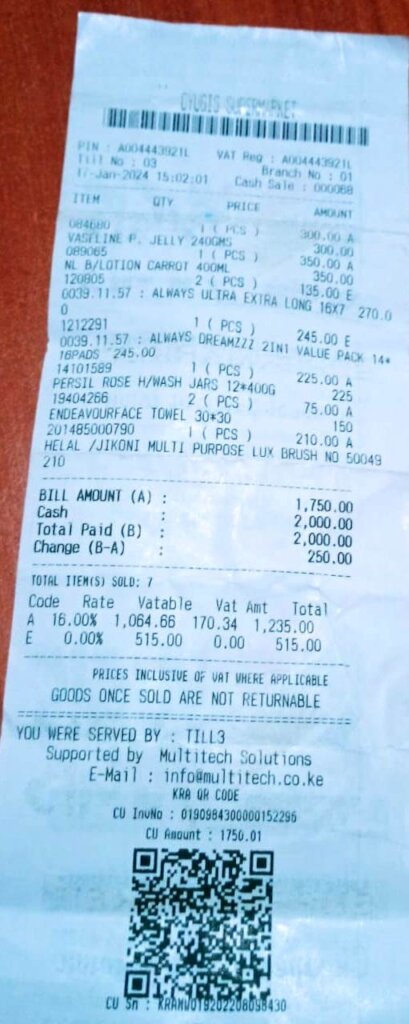 CYUGIS SUPERMARKET
PIN : A004443921L VAT Reg : A004443921L
Till No : 03 Branch No : 01
17-Jan-2024 15:02:01 Cash Sale : 000068
ITEM QTY PRICE AMOUNT
084680 1 ( PCS ) 300.00 A
VASELINE P. JELLY 240GMS 300.00
089065 1 ( PCS ) 350.00 A
NL B/LOTION CARROT 400ML 350.00
120805 2 ( PCS ) 135.00 E
0039.11.57 : ALWAYS ULTRA EXTRA LONG 16X7 270.0
0
1212291 1 ( PCS ) 245.00 E
0039.11.57 : ALWAYS DREAMZZZ 2IN1 VALUE PACK 14*
16PADS 245.00
14101589 1 ( PCS ) 225.00 A
PERSIL ROSE H/WASH JARS 12*400G 225
19404266 2 ( PCS ) 75.00 A
ENDEAVOURFACE TOWEL 30*30 150
201485000790 1 ( PCS ) 210.00 A
HELAL /JIKONI MULTI PURPOSE LUX BRUSH NO 50049
210
BILL AMOUNT (A) : 1,750.00
Cash : 2,000.00
Total Paid (B) : 2,000.00
Change (B-A) : 250.00
TOTAL ITEM(S) SOLD: 7
Code Rate Vatable Vat Amt Total
A 16.00% 1,064.66 170.34 1,235.00
E 0.00% 515.00 0.00 515.00
PRICES INCLUSIVE OF VAT WHERE APPLICABLE
GOODS ONCE SOLD ARE NOT RETURNABLE
YOU WERE SERVED BY : TILL3
Supported by Multitech Solutions
E-Mail : info@multitech.co.ke
KRA QR CODE
CU InvNo : 0190984300000152296
CU Amount : 1750.01
CU Sn : KRAMW019202208098430